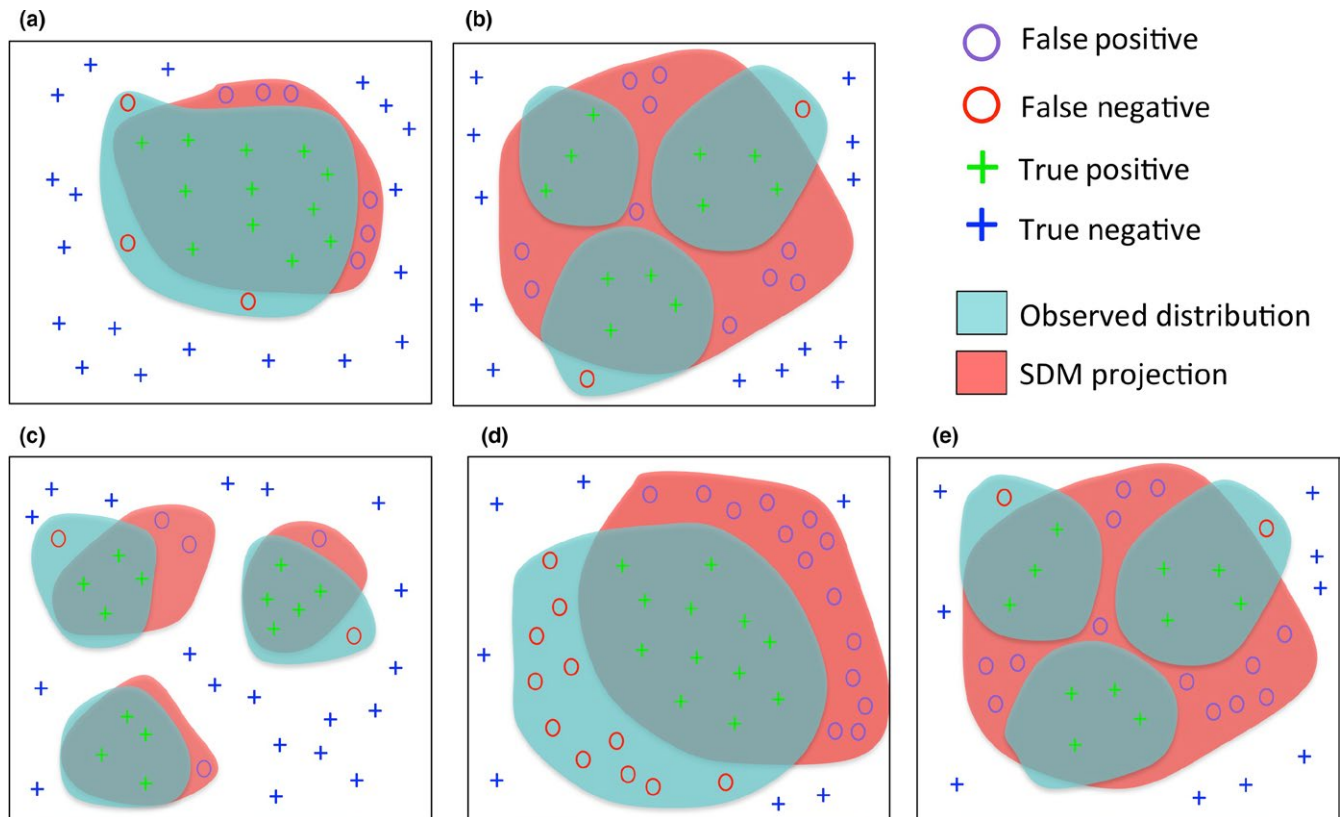 (a)
(b)
False positive
False negative
True positive
True negative
Observed distribution
SDM projection
(c)
(d)
(e)